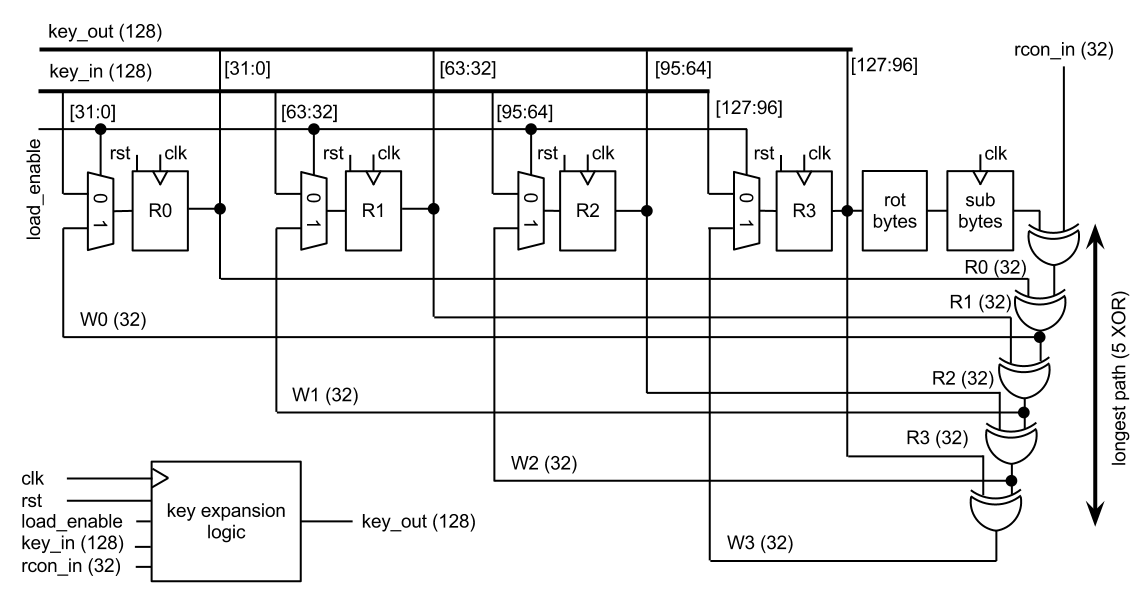 key_out (128)
rcon_in (32)
key_in (128)
[31:0]
[63:32]
[95:64]
[127:96]
[31:0]
[63:32]
[95:64]
[127:96]
load_enable
rst
clk
rst
clk
rst
clk
rst
clk
clk
0
1
R0
0
1
R1
0
1
R2
0
1
R3
rot
bytes
sub
bytes
R0 (32)
R1 (32)
W0 (32)
R2 (32)
W1 (32)
R3 (32)
W2 (32)
W3 (32)
longest path (5 XOR)
clk
rst
load_enable
key_in (128)
rcon_in (32)
key expansion
logic
key_out (128)